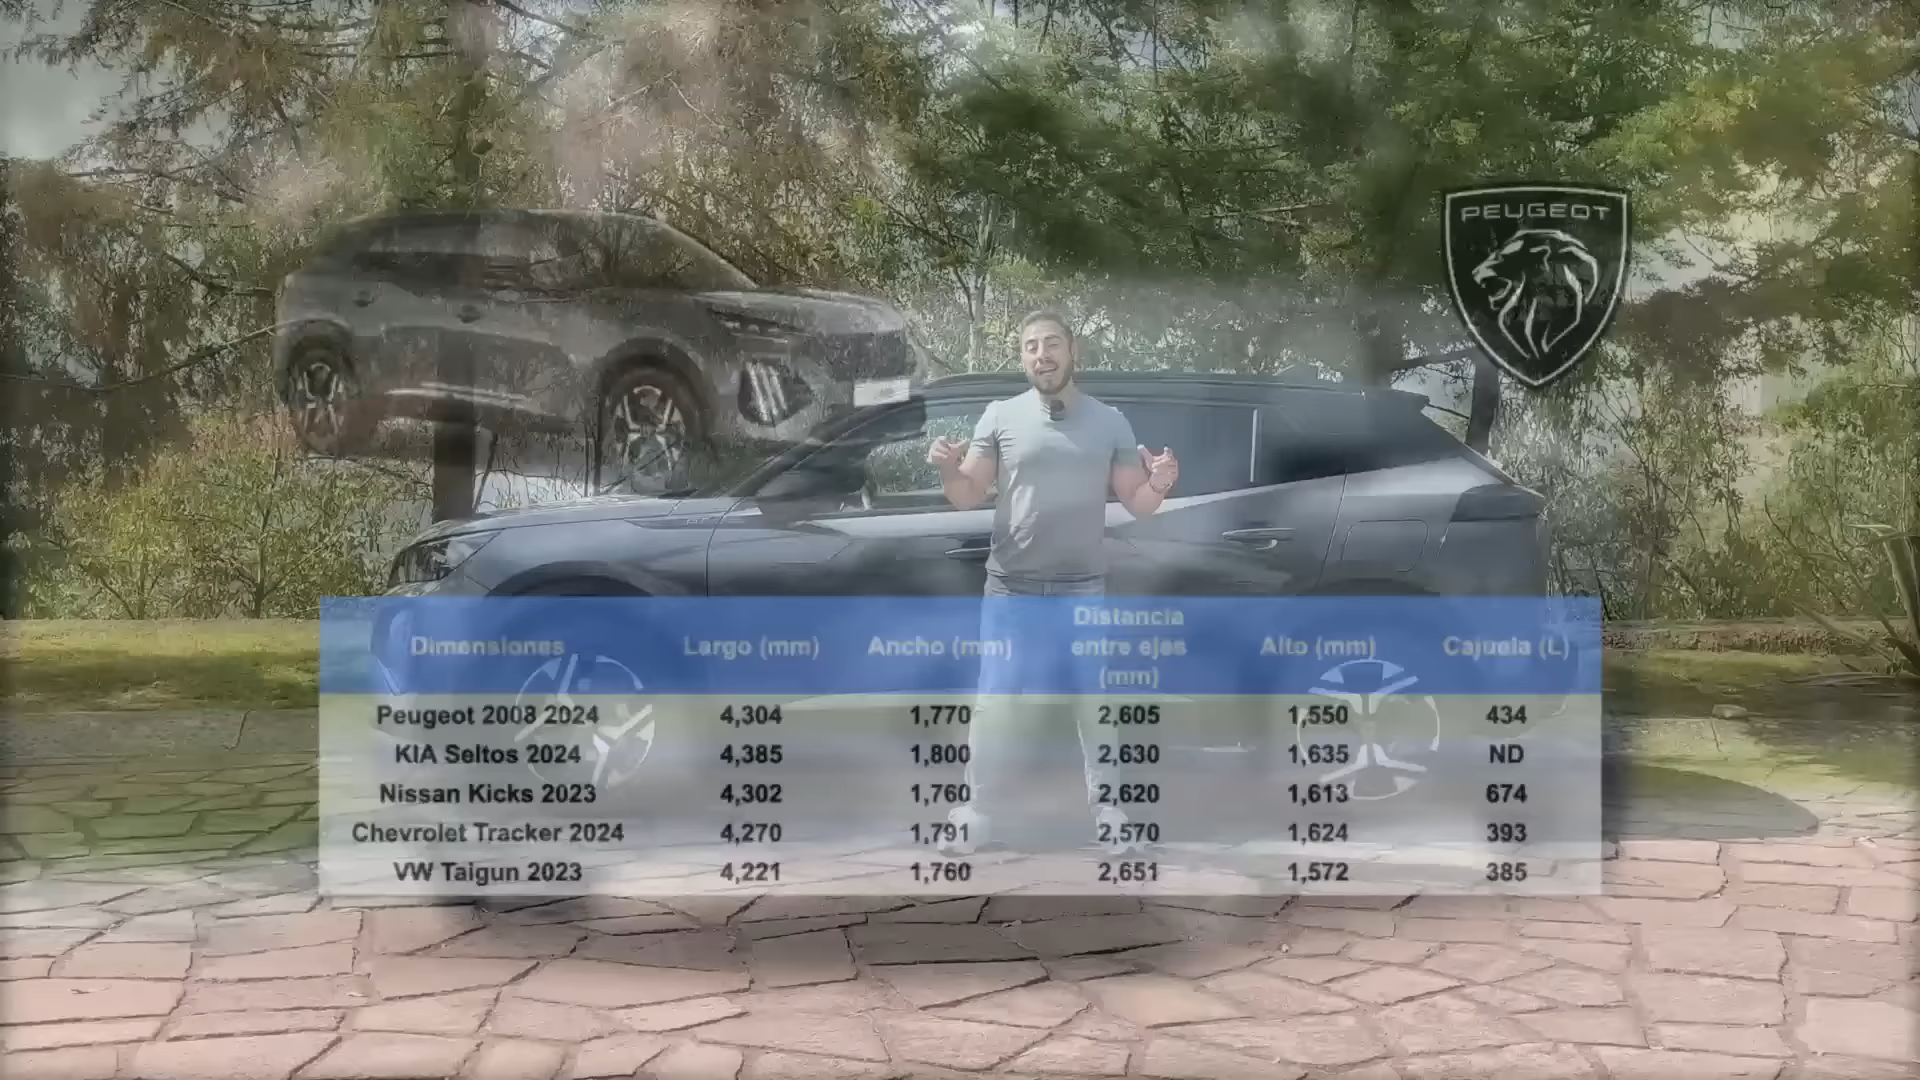 PEUGEOT
Dimensiones Largo (mm) Ancho (mm) Distancia entre ejes (mm) Alto (mm) Cajuela (L)
Peugeot 2008 2024 4,304 1,770 2,605 1,550 434
KIA Seltos 2024 4,385 1,800 2,630 1,635 ND
Nissan Kicks 2023 4,302 1,760 2,620 1,613 674
Chevrolet Tracker 2024 4,270 1,791 2,570 1,624 393
VW Taigun 2023 4,221 1,760 2,651 1,572 385